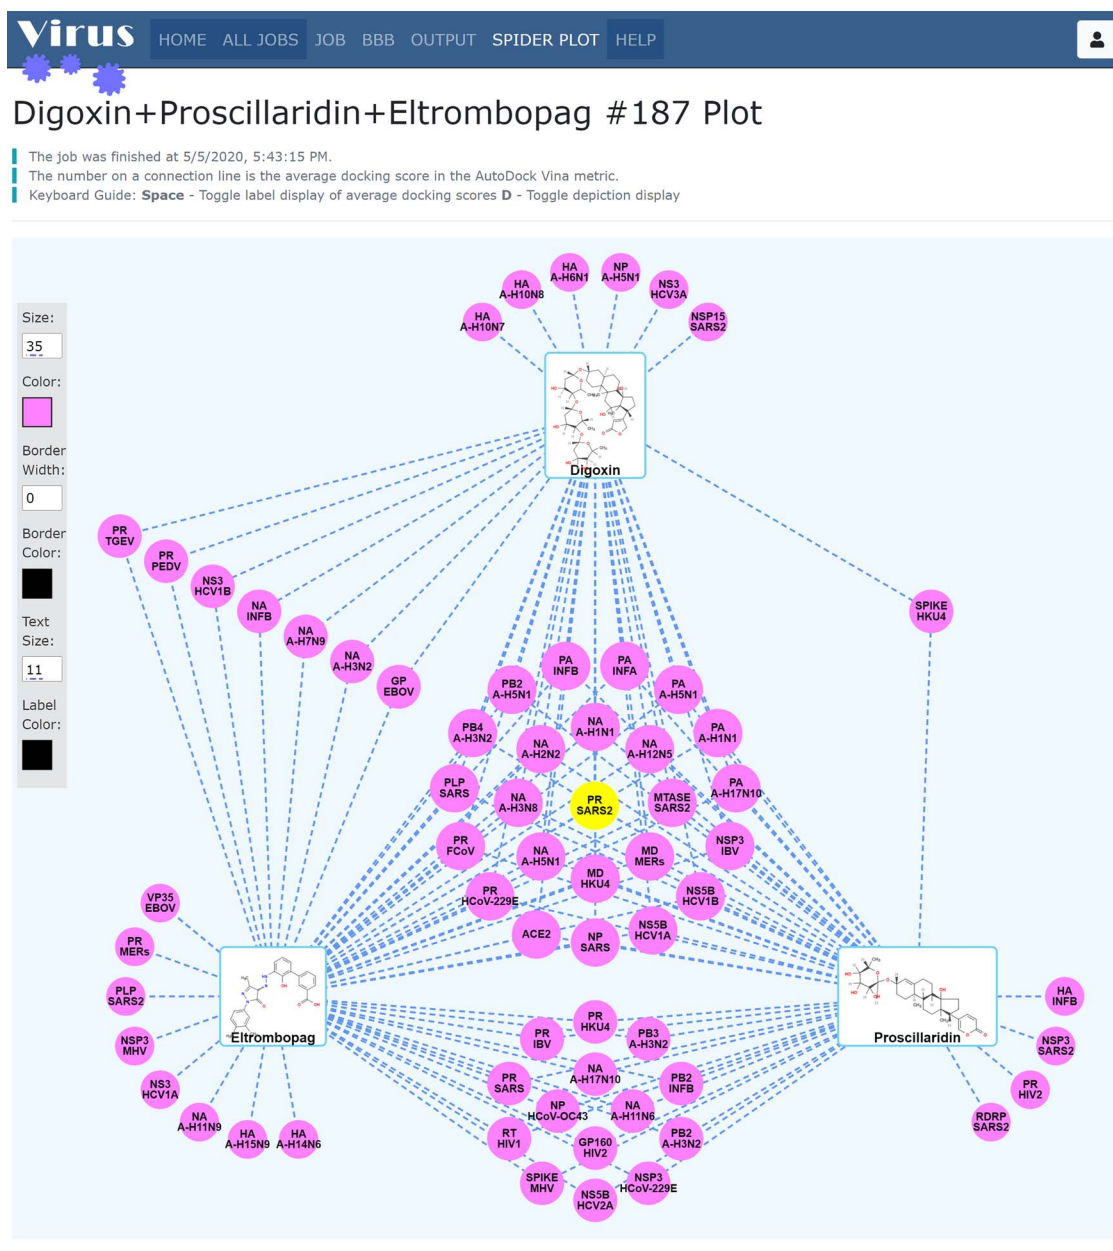 Virus
HOME ALL JOBS JOB BBB OUTPUT SPIDER PLOT HELP
Digoxin+Proscillaridin+Eltrombopag #187 Plot
The job was finished at 5/5/2020, 5:43:15 PM.
The number on a connection line is the average docking score in the AutoDock Vina metric.
Keyboard Guide: Space - Toggle label display of average docking scores D - Toggle depiction display
Size:
35
Color:
Border
Width:
0
Border
Color:
Text
Size:
11
Label
Color:
HA
A-H10N7
HA
A-H10N8
HA
A-H6N1
NP
A-H5N1
NS3
HCV3A
NSP15
SARS2
Digoxin
PR
TGEV
PR
PEDV
NS3
HCV1B
NA
INFB
NA
A-H7N9
NA
A-H3N2
GP
EBOV
SPIKE
HKU4
PA
INFB
PA
INFA
PB2
A-H5N1
PA
A-H5N1
PB4
A-H3N2
NA
A-H2N2
NA
A-H1N1
NA
A-H12N5
PA
A-H1N1
PLP
SARS
NA
A-H3N8
PR
SARS2
MTASE
SARS2
PA
A-H17N10
PR
FCoV
NA
A-H5N1
MD
HKU4
MD
MERs
NSP3
IBV
PR
HCoV-229E
NS5B
HCV1B
ACE2
NP
SARS
NS5B
HCV1A
VP35
EBOV
PR
MERs
PLP
SARS2
NSP3
MHV
NS3
HCV1A
NA
A-H11N9
HA
A-H15N9
HA
A-H14N6
Eltrombopag
Proscillaridin
HA
INFB
NSP3
SARS2
PR
HIV2
RDRP
SARS2
PR
IBV
PR
HKU4
PB3
A-H3N2
PR
SARS
NA
A-H17N10
PB2
INFB
NP
HCoV-OC43
NA
A-H11N6
RT
HIV1
GP160
HIV2
PB2
A-H3N2
SPIKE
MHV
NS5B
HCV2A
NSP3
HCoV-229E